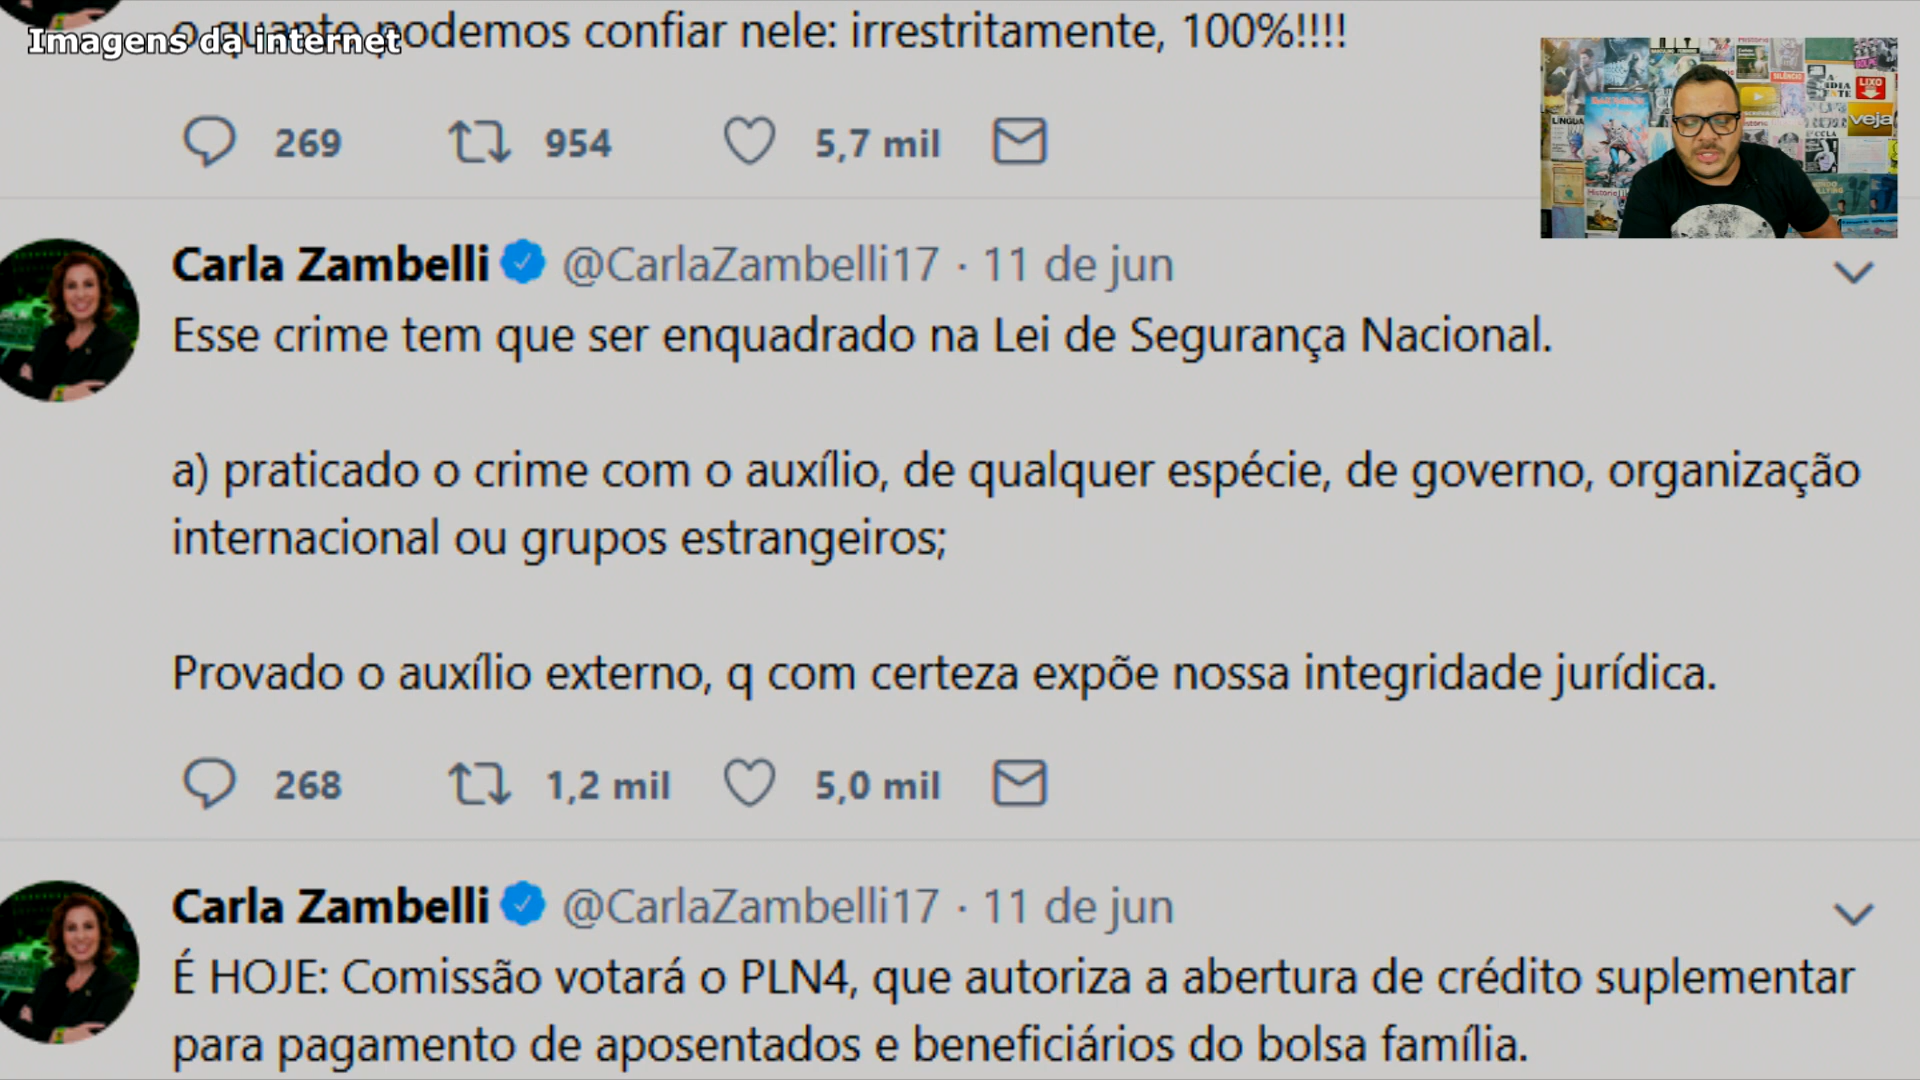 o quanto podemos confiar nele: irrestritamente, 100%!!!!
Imagens da internet
269 954 5,7 mil
Carla Zambelli @CarlaZambelli17 · 11 de jun
Esse crime tem que ser enquadrado na Lei de Segurança Nacional.
a) praticado o crime com o auxílio, de qualquer espécie, de governo, organização
internacional ou grupos estrangeiros;
Provado o auxílio externo, q com certeza expõe nossa integridade jurídica.
268 1,2 mil 5,0 mil
Carla Zambelli @CarlaZambelli17 · 11 de jun
É HOJE: Comissão votará o PLN4, que autoriza a abertura de crédito suplementar
para pagamento de aposentados e beneficiários do bolsa família.
SILÊNCIO
LIXO
veja